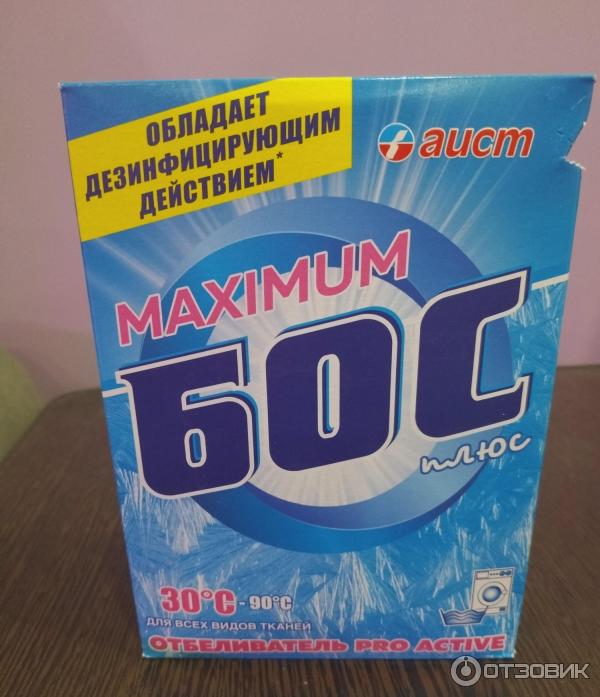 ОБЛАДАЕТ
ДЕЗИНФИЦИРУЮЩИМ
ДЕЙСТВИЕМ*
аист
MAXIMUM
БОС
плюс
30°C - 90°C
ДЛЯ ВСЕХ ВИДОВ ТКАНЕЙ
ОТБЕЛИВАТЕЛЬ PRO ACTIVE
ОТЗОВИК